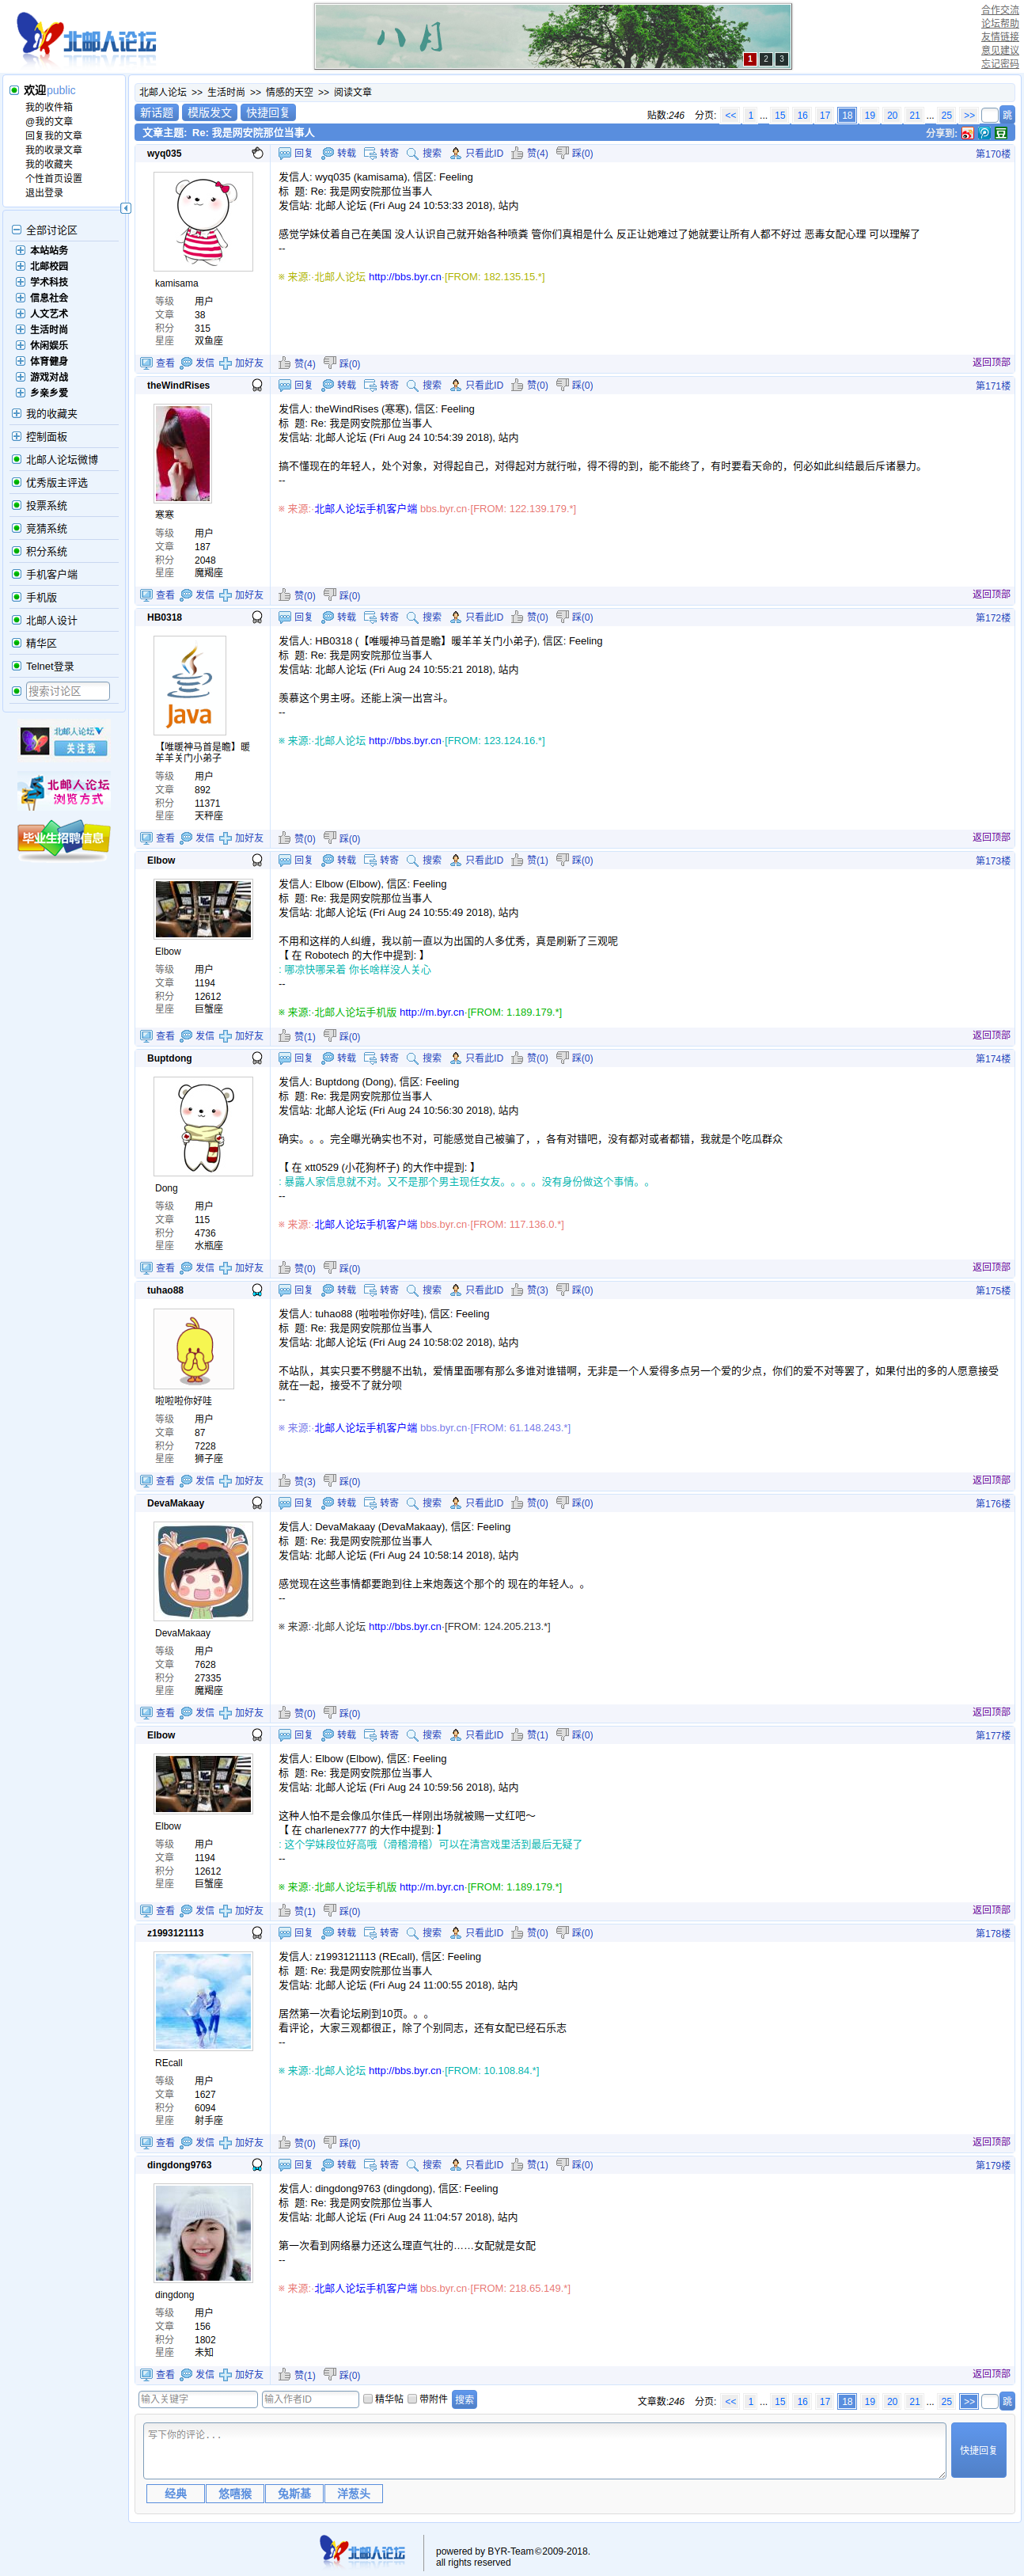 北邮人论坛
八月
1 2 3
合作交流
论坛帮助
友情链接
意见建议
忘记密码
欢迎public
我的收件箱
@我的文章
回复我的文章
我的收录文章
我的收藏夹
个性首页设置
退出登录
全部讨论区
本站站务
北邮校园
学术科技
信息社会
人文艺术
生活时尚
休闲娱乐
体育健身
游戏对战
乡亲乡爱
我的收藏夹
控制面板
北邮人论坛微博
优秀版主评选
投票系统
竞猜系统
积分系统
手机客户端
手机版
北邮人设计
精华区
Telnet登录
搜索讨论区
北邮人论坛
关注我
北邮人论坛
浏览方式
毕业生招聘信息
北邮人论坛 >> 生活时尚 >> 情感的天空 >> 阅读文章
新话题 模版发文 快捷回复
贴数:246 分页: << 1 ... 15 16 17 18 19 20 21 ... 25 >> 跳
文章主题: Re: 我是网安院那位当事人 分享到: 豆
wyq035 回复 转载 转寄 搜索 只看此ID 赞(4) 踩(0) 第170楼
kamisama
等级 用户
文章 38
积分 315
星座 双鱼座
发信人: wyq035 (kamisama), 信区: Feeling
标 题: Re: 我是网安院那位当事人
发信站: 北邮人论坛 (Fri Aug 24 10:53:33 2018), 站内
感觉学妹仗着自己在美国 没人认识自己就开始各种喷粪 管你们真相是什么 反正让她难过了她就要让所有人都不好过 恶毒女配心理 可以理解了
--
※ 来源:·北邮人论坛 http://bbs.byr.cn·[FROM: 182.135.15.*]
查看 发信 加好友 赞(4) 踩(0) 返回顶部
theWindRises 回复 转载 转寄 搜索 只看此ID 赞(0) 踩(0) 第171楼
寒寒
等级 用户
文章 187
积分 2048
星座 魔羯座
发信人: theWindRises (寒寒), 信区: Feeling
标 题: Re: 我是网安院那位当事人
发信站: 北邮人论坛 (Fri Aug 24 10:54:39 2018), 站内
搞不懂现在的年轻人，处个对象，对得起自己，对得起对方就行啦，得不得的到，能不能终了，有时要看天命的，何必如此纠结最后斥诸暴力。
--
※ 来源:·北邮人论坛手机客户端 bbs.byr.cn·[FROM: 122.139.179.*]
查看 发信 加好友 赞(0) 踩(0) 返回顶部
HB0318 回复 转载 转寄 搜索 只看此ID 赞(0) 踩(0) 第172楼
Java
【唯暖神马首是瞻】暖
羊羊关门小弟子
等级 用户
文章 892
积分 11371
星座 天秤座
发信人: HB0318 (【唯暖神马首是瞻】暖羊羊关门小弟子), 信区: Feeling
标 题: Re: 我是网安院那位当事人
发信站: 北邮人论坛 (Fri Aug 24 10:55:21 2018), 站内
羡慕这个男主呀。还能上演一出宫斗。
--
※ 来源:·北邮人论坛 http://bbs.byr.cn·[FROM: 123.124.16.*]
查看 发信 加好友 赞(0) 踩(0) 返回顶部
Elbow 回复 转载 转寄 搜索 只看此ID 赞(1) 踩(0) 第173楼
Elbow
等级 用户
文章 1194
积分 12612
星座 巨蟹座
发信人: Elbow (Elbow), 信区: Feeling
标 题: Re: 我是网安院那位当事人
发信站: 北邮人论坛 (Fri Aug 24 10:55:49 2018), 站内
不用和这样的人纠缠，我以前一直以为出国的人多优秀，真是刷新了三观呢
【 在 Robotech 的大作中提到: 】
: 哪凉快哪呆着 你长啥样没人关心
--
※ 来源:·北邮人论坛手机版 http://m.byr.cn·[FROM: 1.189.179.*]
查看 发信 加好友 赞(1) 踩(0) 返回顶部
Buptdong 回复 转载 转寄 搜索 只看此ID 赞(0) 踩(0) 第174楼
Dong
等级 用户
文章 115
积分 4736
星座 水瓶座
发信人: Buptdong (Dong), 信区: Feeling
标 题: Re: 我是网安院那位当事人
发信站: 北邮人论坛 (Fri Aug 24 10:56:30 2018), 站内
确实。。。完全曝光确实也不对，可能感觉自己被骗了，，各有对错吧，没有都对或者都错，我就是个吃瓜群众
【 在 xtt0529 (小花狗杯子) 的大作中提到: 】
: 暴露人家信息就不对。又不是那个男主现任女友。。。。没有身份做这个事情。。
--
※ 来源:·北邮人论坛手机客户端 bbs.byr.cn·[FROM: 117.136.0.*]
查看 发信 加好友 赞(0) 踩(0) 返回顶部
tuhao88 回复 转载 转寄 搜索 只看此ID 赞(3) 踩(0) 第175楼
啦啦啦你好哇
等级 用户
文章 87
积分 7228
星座 狮子座
发信人: tuhao88 (啦啦啦你好哇), 信区: Feeling
标 题: Re: 我是网安院那位当事人
发信站: 北邮人论坛 (Fri Aug 24 10:58:02 2018), 站内
不站队，其实只要不劈腿不出轨，爱情里面哪有那么多谁对谁错啊，无非是一个人爱得多点另一个爱的少点，你们的爱不对等罢了，如果付出的多的人愿意接受
就在一起，接受不了就分呗
--
※ 来源:·北邮人论坛手机客户端 bbs.byr.cn·[FROM: 61.148.243.*]
查看 发信 加好友 赞(3) 踩(0) 返回顶部
DevaMakaay 回复 转载 转寄 搜索 只看此ID 赞(0) 踩(0) 第176楼
DevaMakaay
等级 用户
文章 7628
积分 27335
星座 魔羯座
发信人: DevaMakaay (DevaMakaay), 信区: Feeling
标 题: Re: 我是网安院那位当事人
发信站: 北邮人论坛 (Fri Aug 24 10:58:14 2018), 站内
感觉现在这些事情都要跑到往上来炮轰这个那个的 现在的年轻人。。
--
※ 来源:·北邮人论坛 http://bbs.byr.cn·[FROM: 124.205.213.*]
查看 发信 加好友 赞(0) 踩(0) 返回顶部
Elbow 回复 转载 转寄 搜索 只看此ID 赞(1) 踩(0) 第177楼
Elbow
等级 用户
文章 1194
积分 12612
星座 巨蟹座
发信人: Elbow (Elbow), 信区: Feeling
标 题: Re: 我是网安院那位当事人
发信站: 北邮人论坛 (Fri Aug 24 10:59:56 2018), 站内
这种人怕不是会像瓜尔佳氏一样刚出场就被赐一丈红吧～
【 在 charlenex777 的大作中提到: 】
: 这个学妹段位好高哦（滑稽滑稽）可以在清宫戏里活到最后无疑了
--
※ 来源:·北邮人论坛手机版 http://m.byr.cn·[FROM: 1.189.179.*]
查看 发信 加好友 赞(1) 踩(0) 返回顶部
z1993121113 回复 转载 转寄 搜索 只看此ID 赞(0) 踩(0) 第178楼
REcall
等级 用户
文章 1627
积分 6094
星座 射手座
发信人: z1993121113 (REcall), 信区: Feeling
标 题: Re: 我是网安院那位当事人
发信站: 北邮人论坛 (Fri Aug 24 11:00:55 2018), 站内
居然第一次看论坛刷到10页。。。
看评论，大家三观都很正，除了个别同志，还有女配已经石乐志
--
※ 来源:·北邮人论坛 http://bbs.byr.cn·[FROM: 10.108.84.*]
查看 发信 加好友 赞(0) 踩(0) 返回顶部
dingdong9763 回复 转载 转寄 搜索 只看此ID 赞(1) 踩(0) 第179楼
dingdong
等级 用户
文章 156
积分 1802
星座 未知
发信人: dingdong9763 (dingdong), 信区: Feeling
标 题: Re: 我是网安院那位当事人
发信站: 北邮人论坛 (Fri Aug 24 11:04:57 2018), 站内
第一次看到网络暴力还这么理直气壮的……女配就是女配
--
※ 来源:·北邮人论坛手机客户端 bbs.byr.cn·[FROM: 218.65.149.*]
查看 发信 加好友 赞(1) 踩(0) 返回顶部
输入关键字 输入作者ID 精华帖 带附件 搜索
文章数:246 分页: << 1 ... 15 16 17 18 19 20 21 ... 25 >> 跳
写下你的评论...
快捷回复
经典 悠嘻猴 兔斯基 洋葱头
北邮人论坛
powered by BYR-Team©2009-2018.
all rights reserved